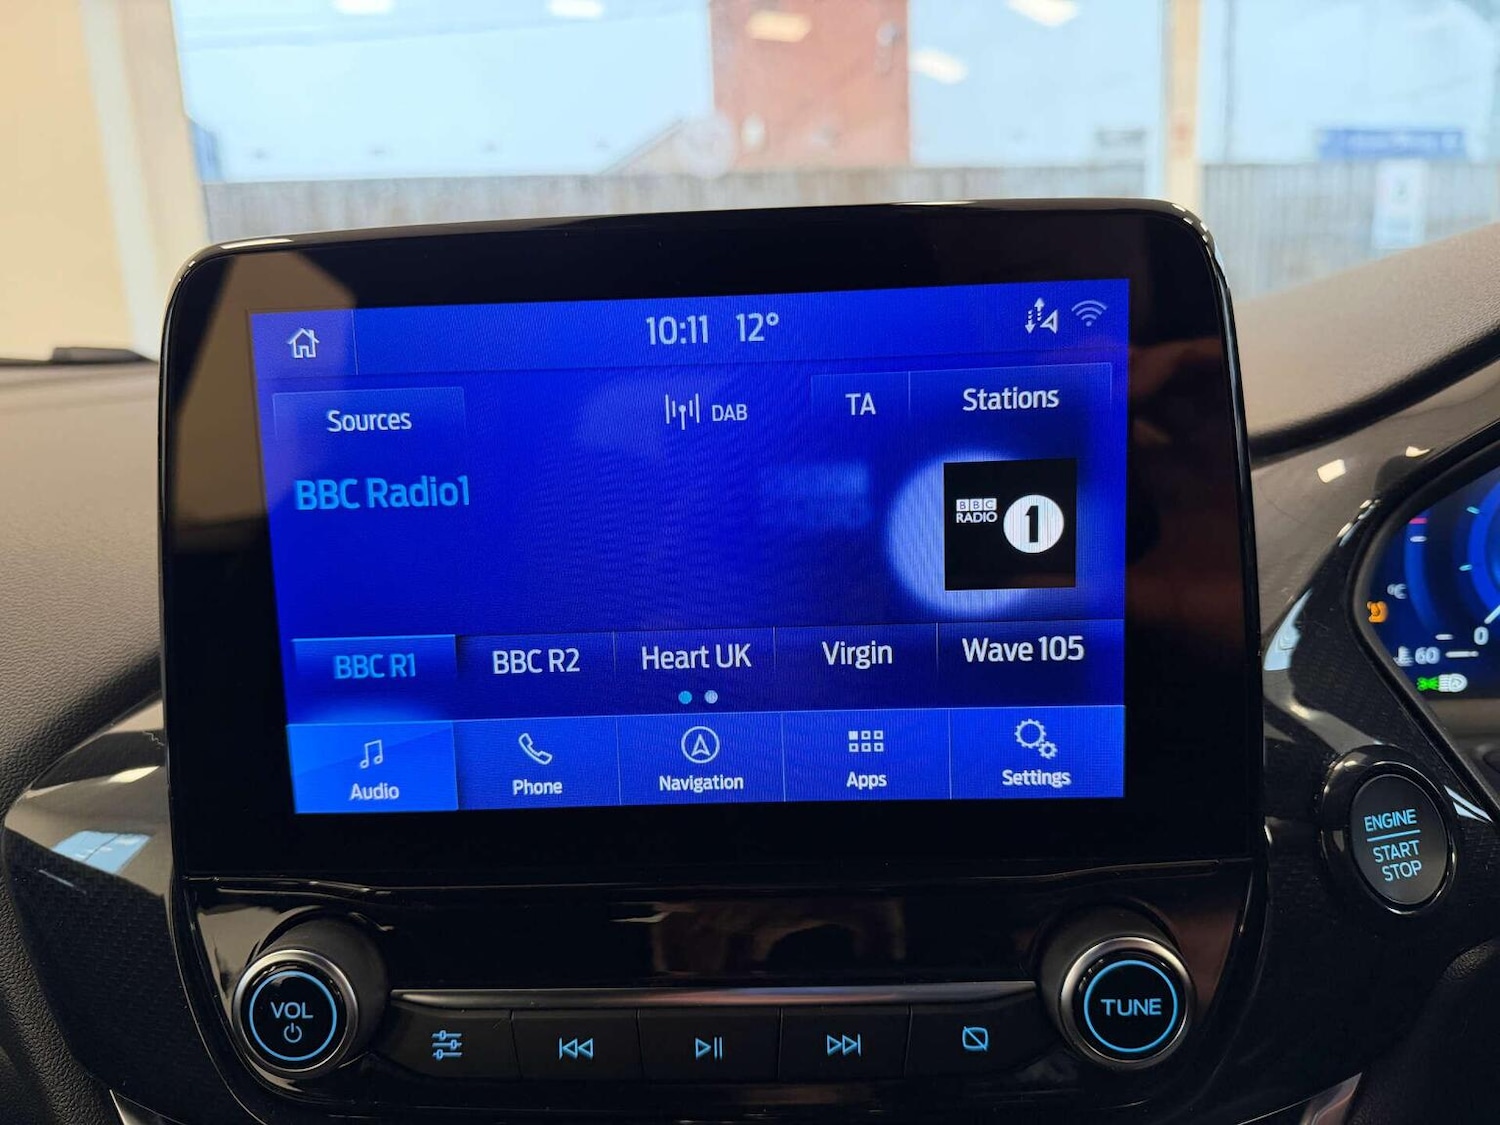 10:11 12°
Sources
DAB
TA
Stations
BBC Radio1
BBC
RADIO
1
BBC R1
BBC R2
Heart UK
Virgin
Wave 105
Audio
Phone
Navigation
Apps
Settings
VOL
TUNE
ENGINE
START
STOP
°C
0
60